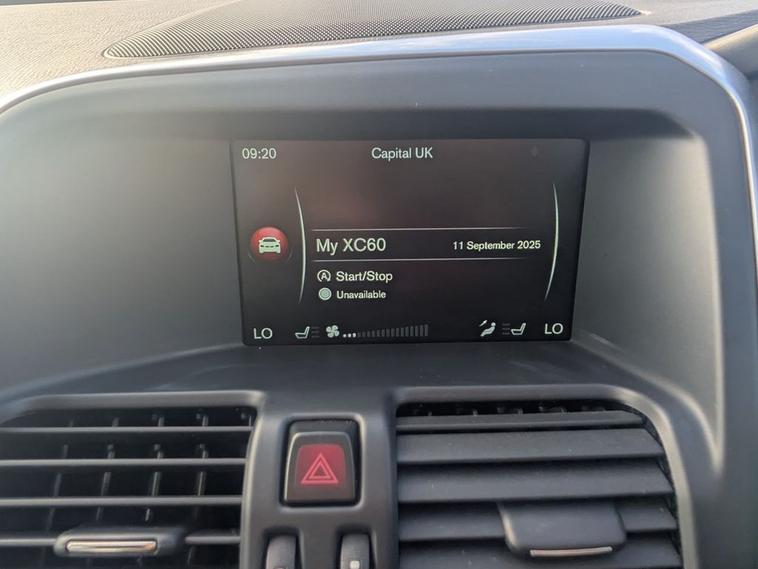 09:20 Capital UK
My XC60 11 September 2025
Start/Stop
Unavailable
LO LO